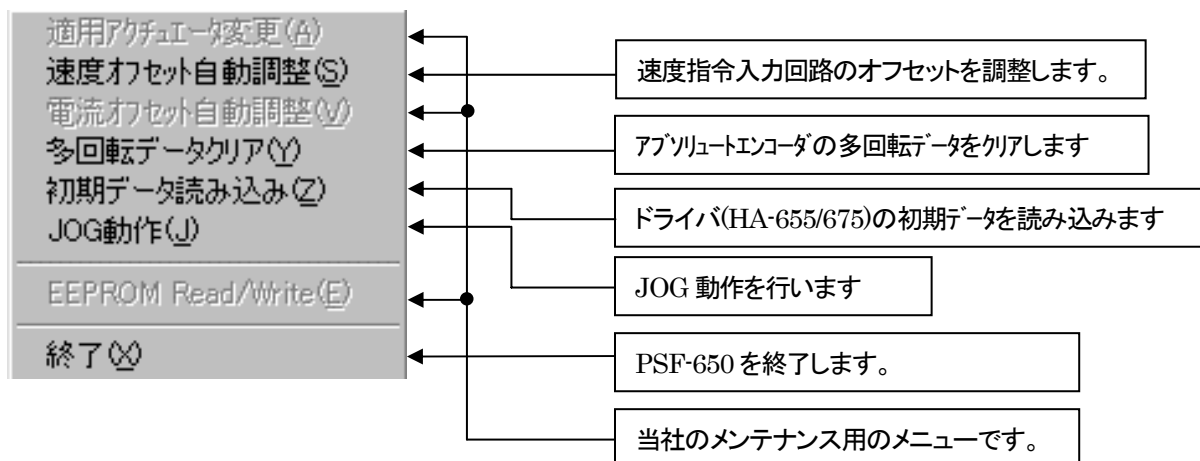 適用アクチュエータ変更(A)
速度オフセット自動調整(S)
電流オフセット自動調整(V)
多回転データクリア(Y)
初期データ読み込み(Z)
JOG動作(J)
EEPROM Read/Write(E)
終了(X)
速度指令入力回路のオフセットを調整します。
アブソリュートエンコーダの多回転データをクリアします
ドライバ(HA-655/675)の初期データを読み込みます
JOG 動作を行います
PSF-650 を終了します。
当社のメンテナンス用のメニューです。